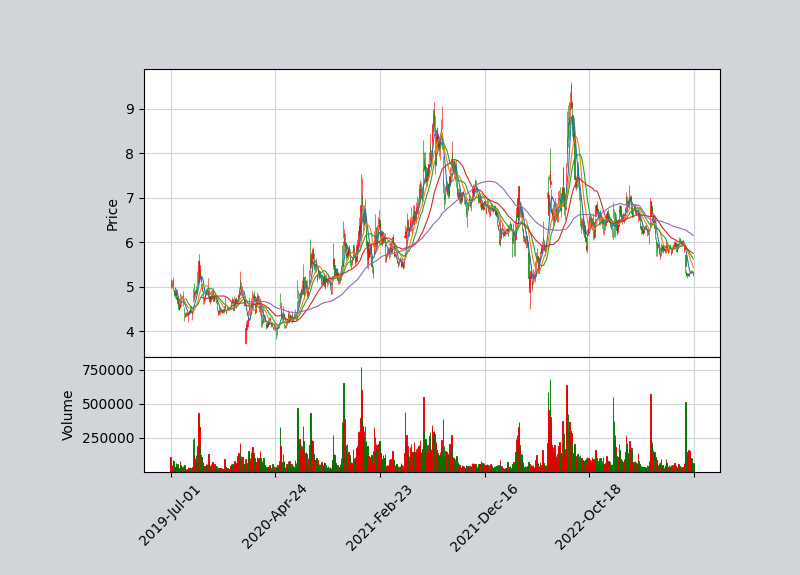 Price
9
8
7
6
5
4
Volume
750000
500000
250000
2019-Jul-01
2020-Apr-24
2021-Feb-23
2021-Dec-16
2022-Oct-18